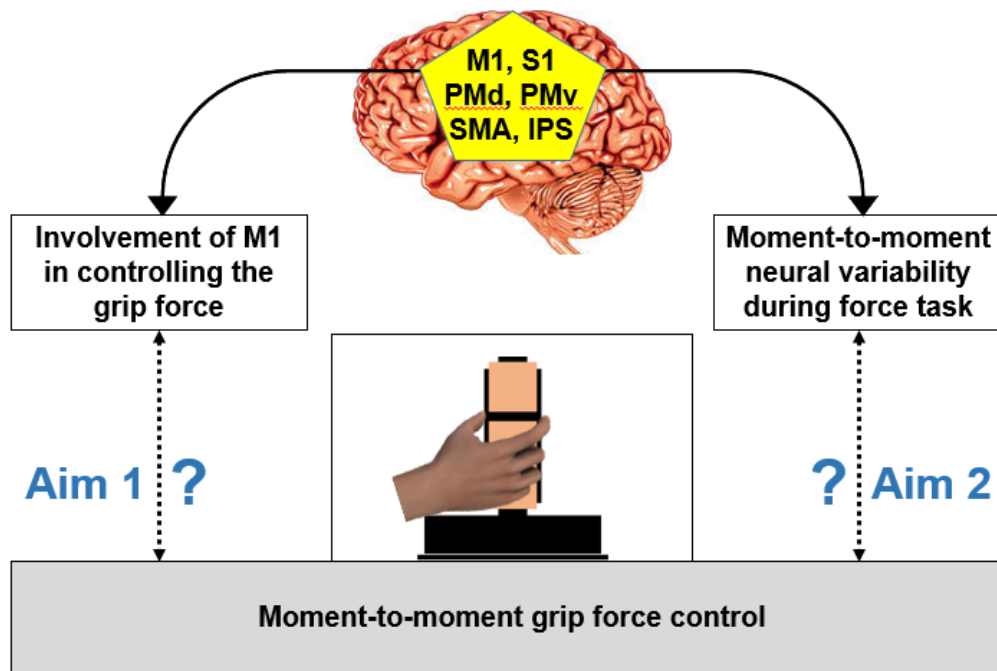 M1, S1
PMd, PMv
SMA, IPS
Involvement of M1
in controlling the
grip force
Moment-to-moment
neural variability
during force task
Aim 1 ?
? Aim 2
Moment-to-moment grip force control